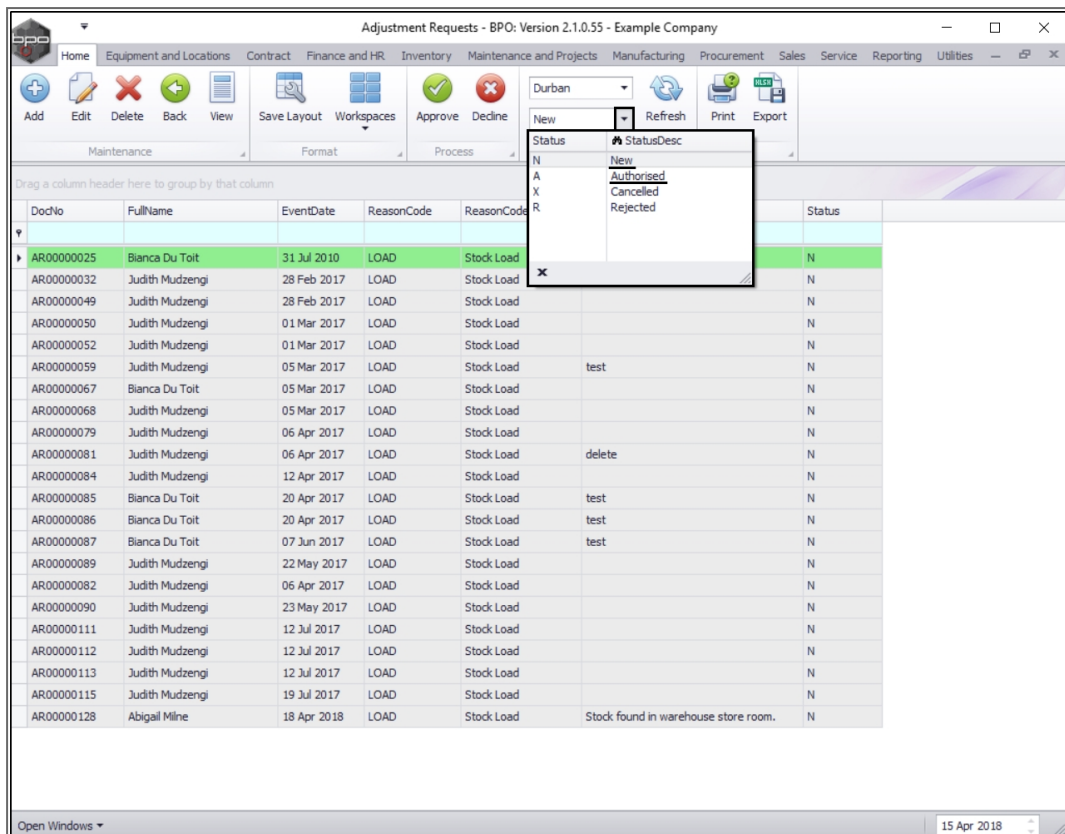 Adjustment Requests - BPO: Version 2.1.0.55 - Example Company
bpo
Home Equipment and Locations Contract Finance and HR Inventory Maintenance and Projects Manufacturing Procurement Sales Service Reporting Utilities
Durban
Add Edit Delete Back View Save Layout Workspaces Approve Decline New Refresh Print Export
Maintenance Format Process
Status StatusDesc
N New
A Authorised
X Cancelled
R Rejected
Drag a column header here to group by that column
DocNo FullName EventDate ReasonCode ReasonCode Status
AR00000025 Bianca Du Toit 31 Jul 2010 LOAD Stock Load N
AR00000032 Judith Mudzengi 28 Feb 2017 LOAD Stock Load N
AR00000049 Judith Mudzengi 28 Feb 2017 LOAD Stock Load N
AR00000050 Judith Mudzengi 01 Mar 2017 LOAD Stock Load N
AR00000052 Judith Mudzengi 01 Mar 2017 LOAD Stock Load N
AR00000059 Judith Mudzengi 05 Mar 2017 LOAD Stock Load test N
AR00000067 Bianca Du Toit 05 Mar 2017 LOAD Stock Load N
AR00000068 Judith Mudzengi 05 Mar 2017 LOAD Stock Load N
AR00000079 Judith Mudzengi 06 Apr 2017 LOAD Stock Load N
AR00000081 Judith Mudzengi 06 Apr 2017 LOAD Stock Load delete N
AR00000084 Judith Mudzengi 12 Apr 2017 LOAD Stock Load N
AR00000085 Bianca Du Toit 20 Apr 2017 LOAD Stock Load test N
AR00000086 Bianca Du Toit 20 Apr 2017 LOAD Stock Load test N
AR00000087 Bianca Du Toit 07 Jun 2017 LOAD Stock Load test N
AR00000089 Judith Mudzengi 22 May 2017 LOAD Stock Load N
AR00000082 Judith Mudzengi 06 Apr 2017 LOAD Stock Load N
AR00000090 Judith Mudzengi 23 May 2017 LOAD Stock Load N
AR00000111 Judith Mudzengi 12 Jul 2017 LOAD Stock Load N
AR00000112 Judith Mudzengi 12 Jul 2017 LOAD Stock Load N
AR00000113 Judith Mudzengi 12 Jul 2017 LOAD Stock Load N
AR00000115 Judith Mudzengi 19 Jul 2017 LOAD Stock Load N
AR00000128 Abigail Milne 18 Apr 2018 LOAD Stock Load Stock found in warehouse store room. N
Open Windows 15 Apr 2018